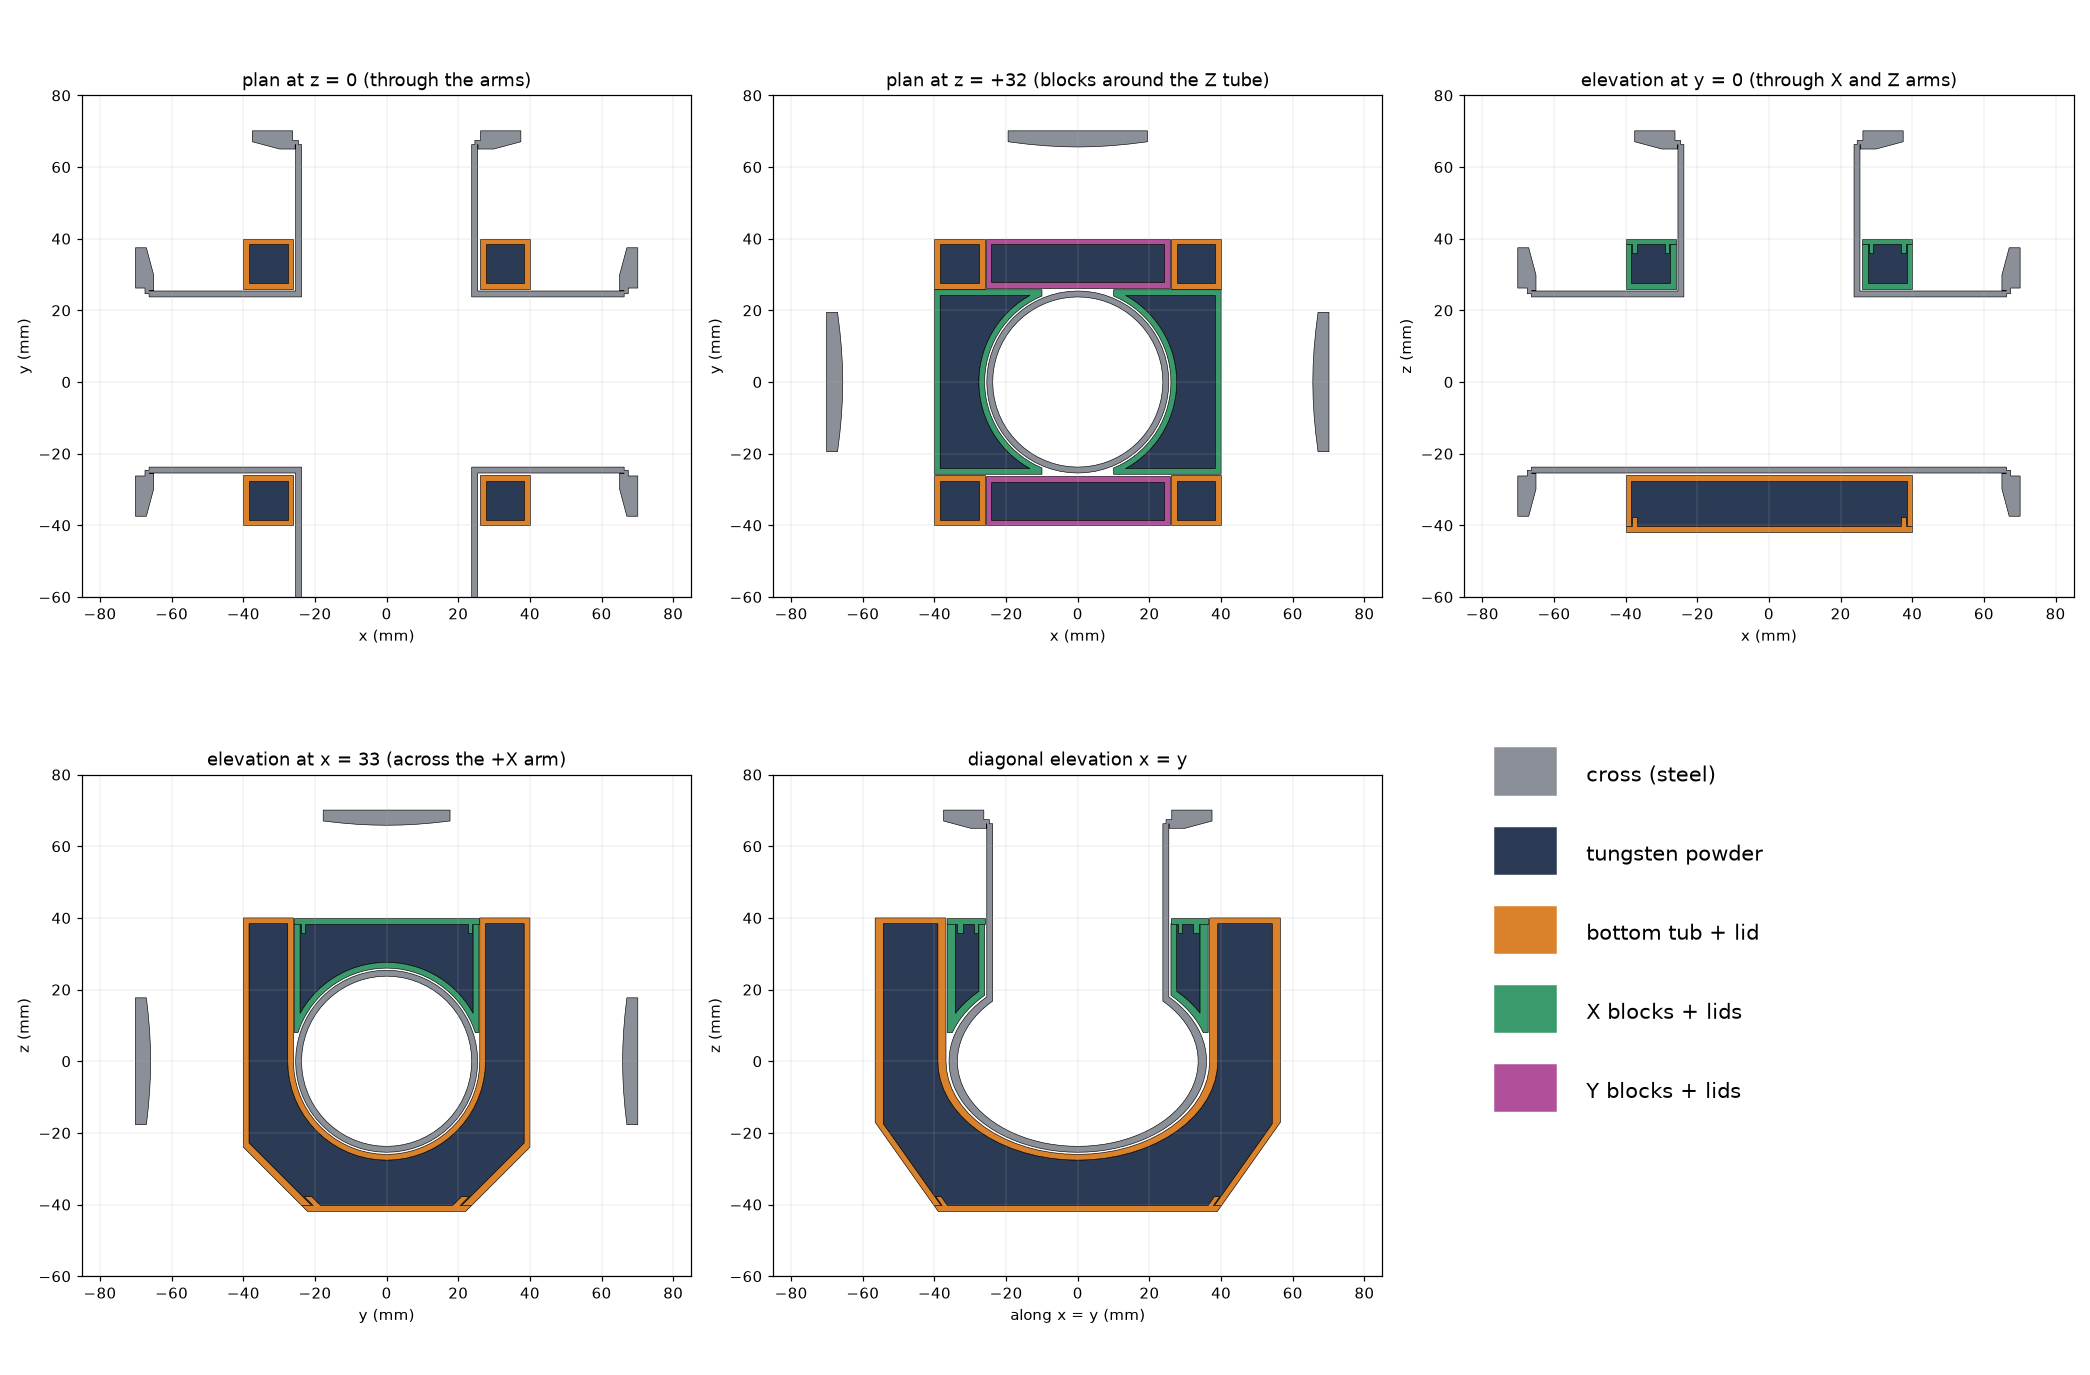 plan at z = 0 (through the arms)
80
60
40
20
0
−20
−40
−60
y (mm)
−80 −60 −40 −20 0 20 40 60 80
x (mm)
plan at z = +32 (blocks around the Z tube)
80
60
40
20
0
−20
−40
−60
y (mm)
−80 −60 −40 −20 0 20 40 60 80
x (mm)
elevation at y = 0 (through X and Z arms)
80
60
40
20
0
−20
−40
−60
z (mm)
−80 −60 −40 −20 0 20 40 60 80
x (mm)
elevation at x = 33 (across the +X arm)
80
60
40
20
0
−20
−40
−60
z (mm)
−80 −60 −40 −20 0 20 40 60 80
y (mm)
diagonal elevation x = y
80
60
40
20
0
−20
−40
−60
z (mm)
−80 −60 −40 −20 0 20 40 60 80
along x = y (mm)
cross (steel)
tungsten powder
bottom tub + lid
X blocks + lids
Y blocks + lids